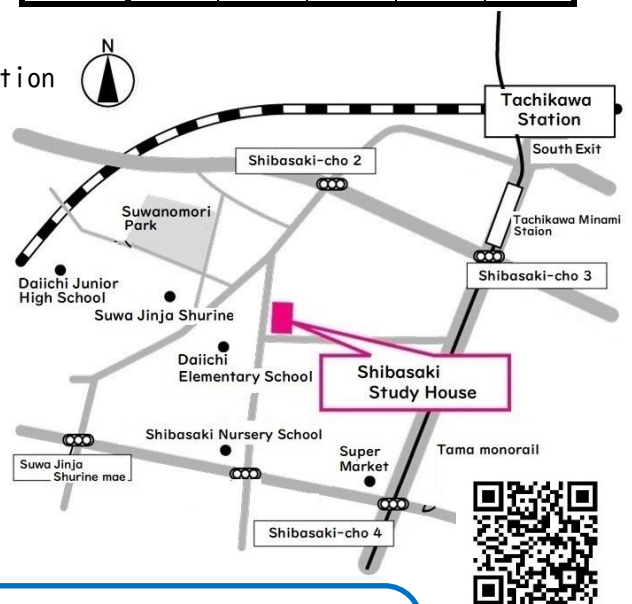 tion
N
Tachikawa
Station
South Exit
Shibasaki-cho 2
Suwanomori
Park
Tachikawa Minami
Staion
Shibasaki-cho 3
Daiichi Junior
High School
Suwa Jinja Shurine
Daiichi
Elementary School
Shibasaki
Study House
Shibasaki Nursery School
Super
Market
Tama monorail
Suwa Jinja
Shurine mae
Shibasaki-cho 4